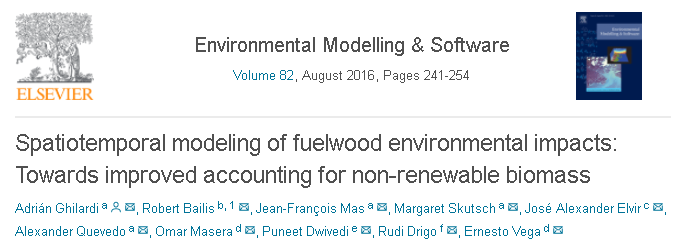 Environmental Modelling & Software
Volume 82, August 2016, Pages 241-254
ELSEVIER
Spatiotemporal modeling of fuelwood environmental impacts:
Towards improved accounting for non-renewable biomass
Adrián Ghilardi a, Robert Bailis b, 1, Jean-François Mas a, Margaret Skutsch a, José Alexander Elvir c,
Alexander Quevedo a, Omar Masera d, Puneet Dwivedi e, Rudi Drigo f, Ernesto Vega d